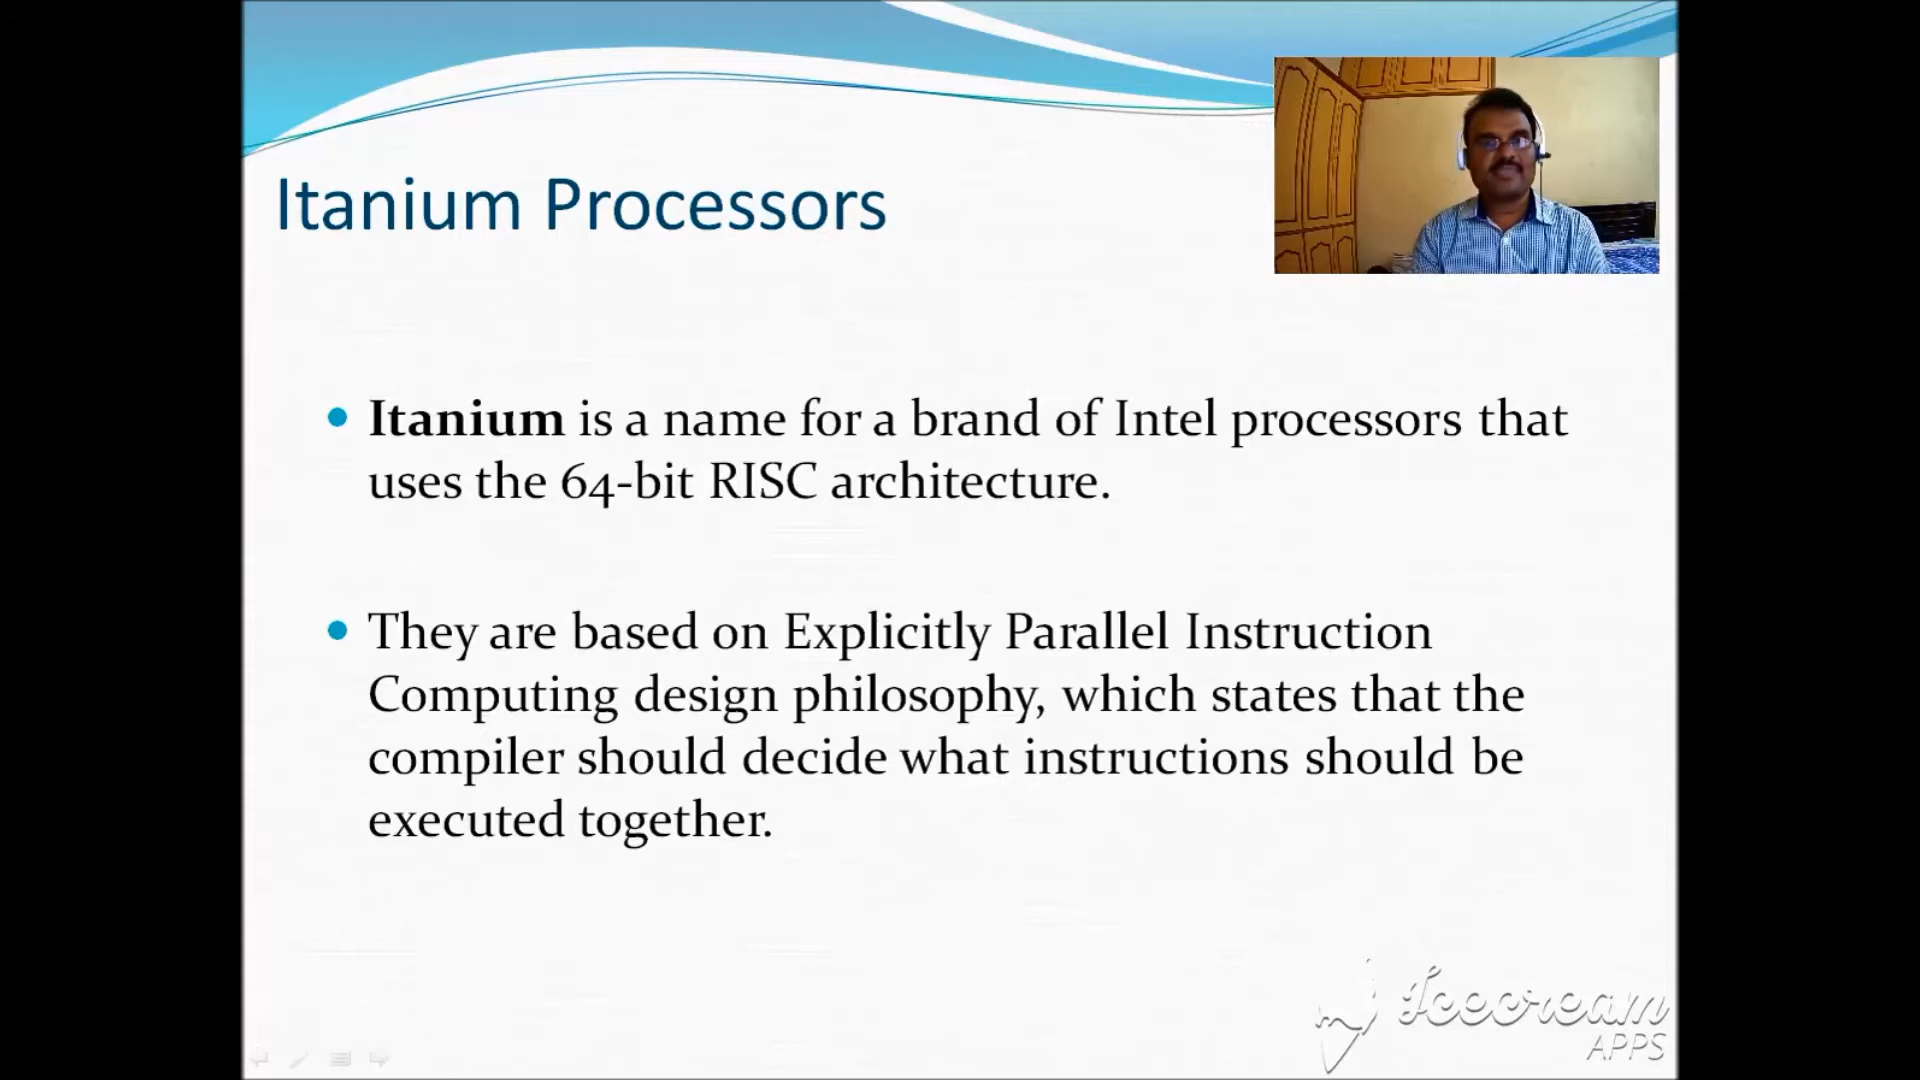 Itanium Processors
Itanium is a name for a brand of Intel processors that
uses the 64-bit RISC architecture.
They are based on Explicitly Parallel Instruction
Computing design philosophy, which states that the
compiler should decide what instructions should be
executed together.
Icecream
APPS